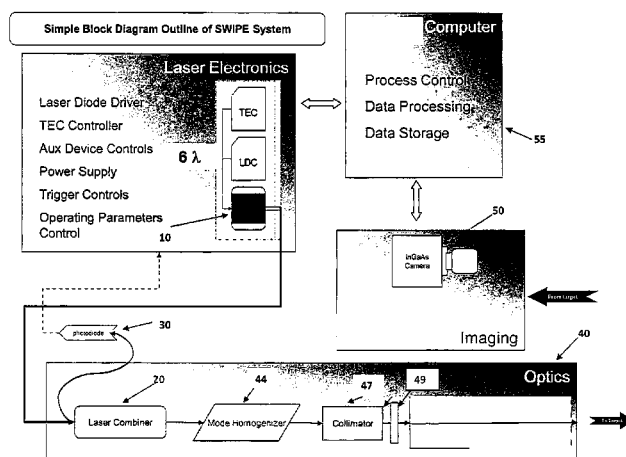 Simple Block Diagram Outline of SWIPE System
Laser Electronics
Laser Diode Driver
TEC Controller
Aux Device Controls
Power Supply
Trigger Controls
Operating Parameters
Control
6 λ
TEC
LDC
10
Computer
Process Control
Data Processing
Data Storage
55
50
InGaAs
Camera
From target
Imaging
photodiode
30
40
Optics
20
44
47
49
Laser Combiner
Mode Homogenizer
Collimator
To target